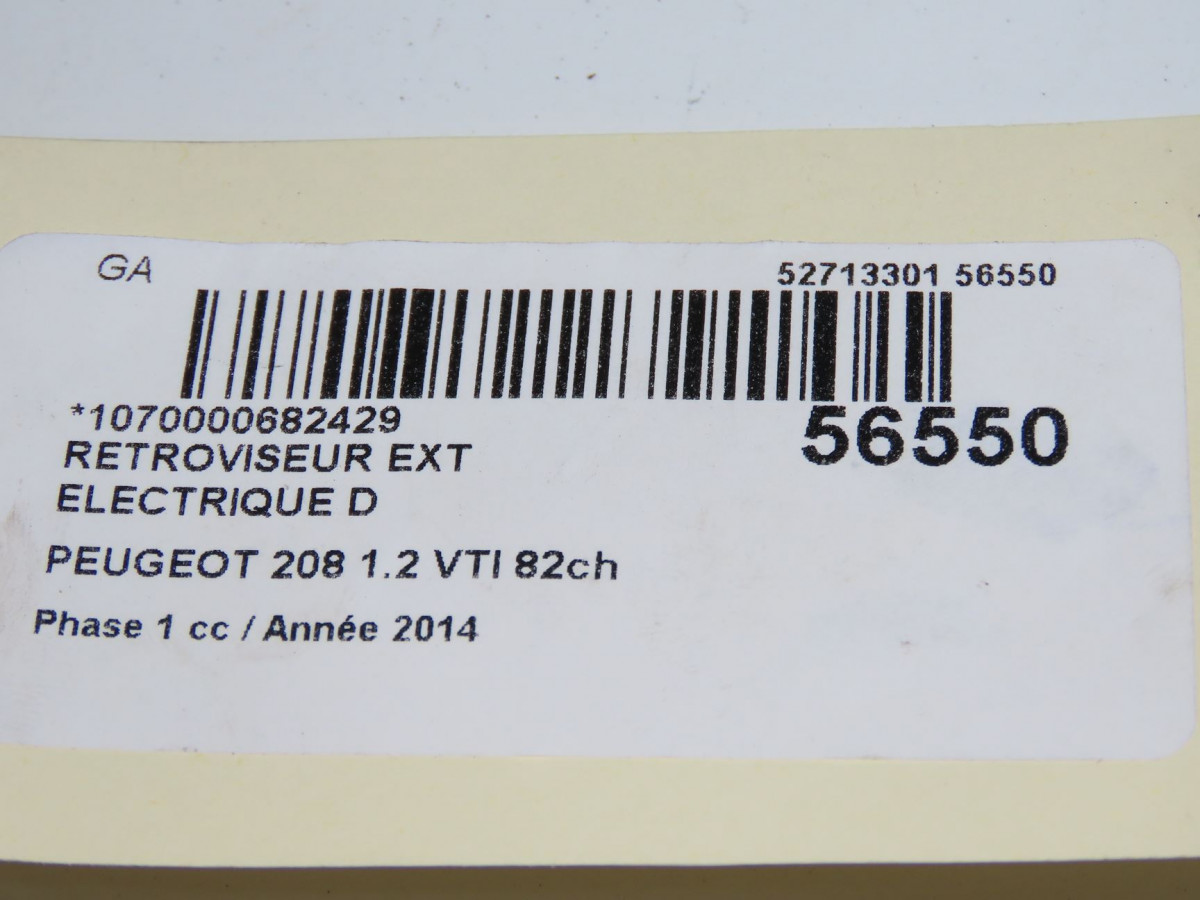 GA
52713301 56550
*1070000682429
56550
RETROVISEUR EXT
ELECTRIQUE D
PEUGEOT 208 1.2 VTI 82ch
Phase 1 cc / Année 2014